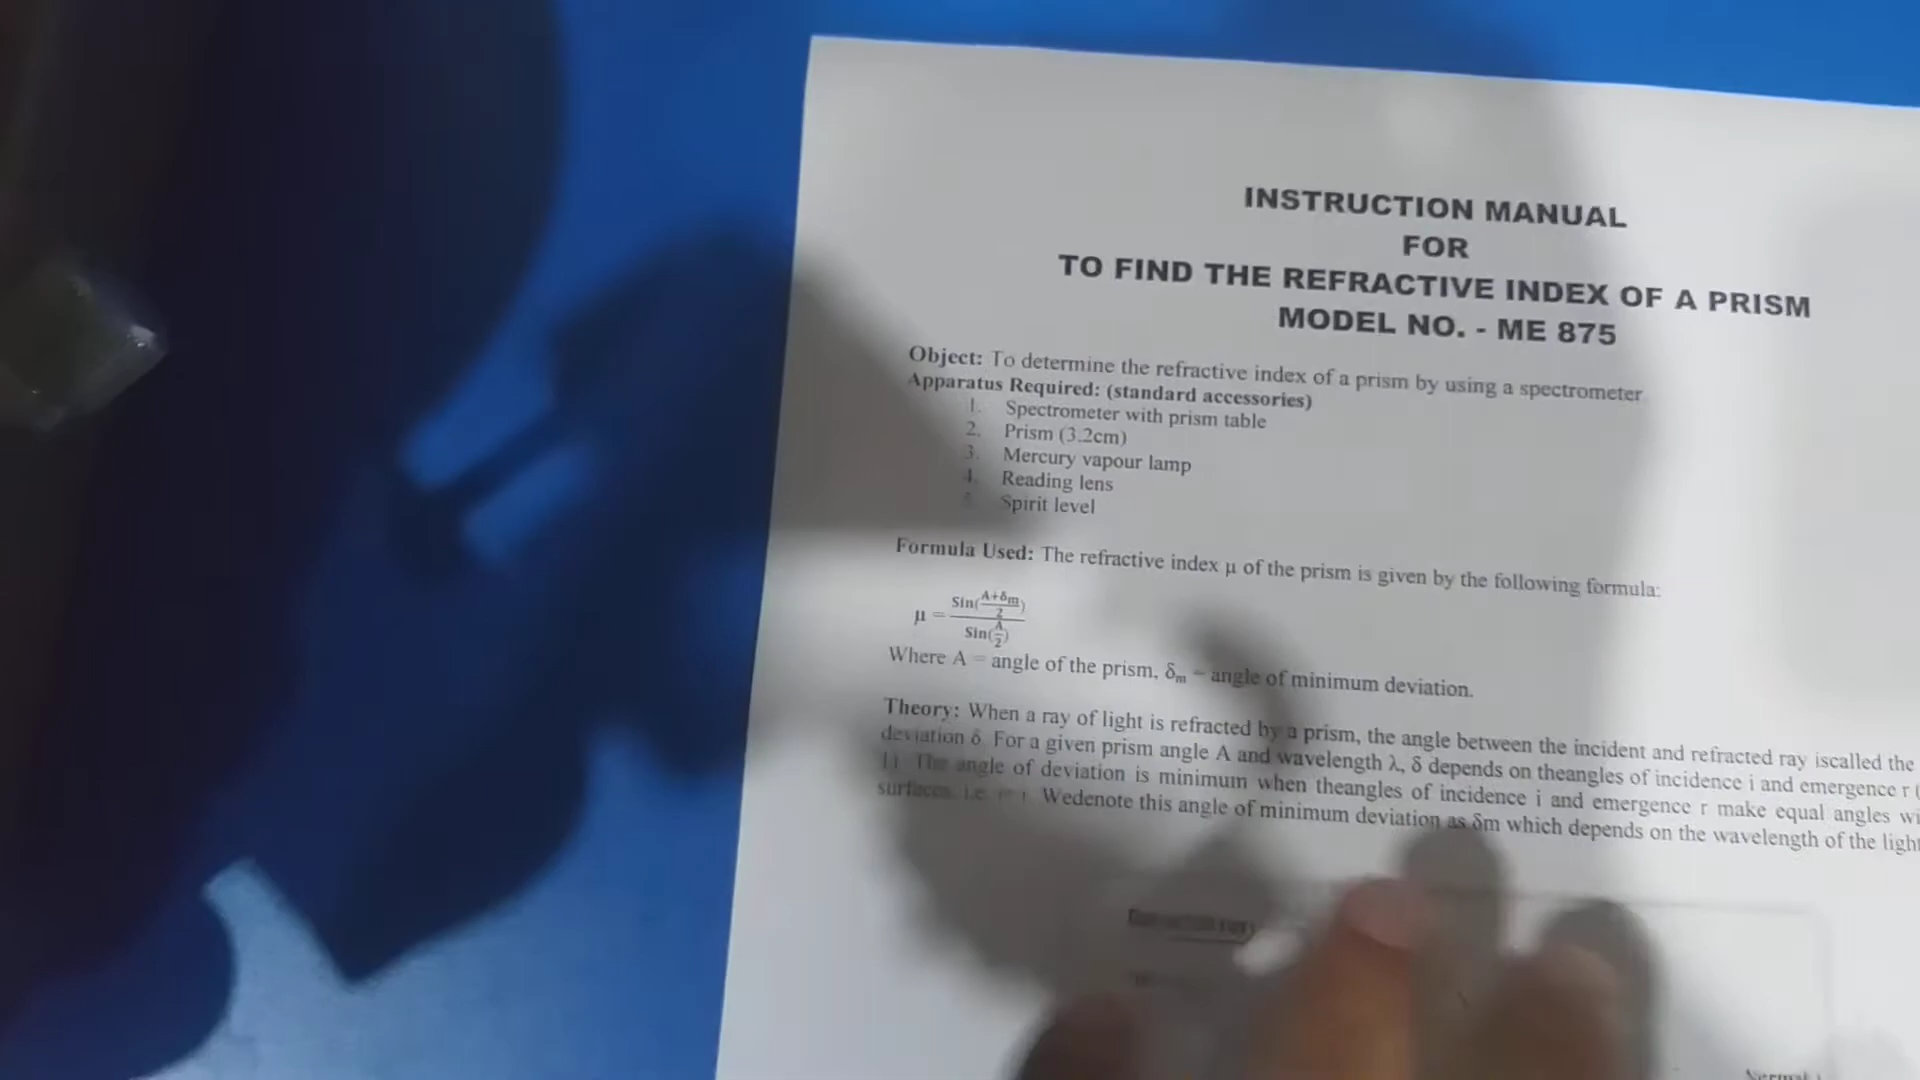 INSTRUCTION MANUAL
FOR
TO FIND THE REFRACTIVE INDEX OF A PRISM
MODEL NO. - ME 875
Object: To determine the refractive index of a prism by using a spectrometer
Apparatus Required: (standard accessories)
1. Spectrometer with prism table
2. Prism (3.2cm)
3. Mercury vapour lamp
4. Reading lens
5. Spirit level
Formula Used: The refractive index μ of the prism is given by the following formula:
μ = Sin((A+δm)/2) / Sin(A/2)
Where A = angle of the prism, δm = angle of minimum deviation.
Theory: When a ray of light is refracted by a prism, the angle between the incident and refracted ray iscalled the
deviation δ. For a given prism angle A and wavelength λ, δ depends on theangles of incidence i and emergence r
The angle of deviation is minimum when theangles of incidence i and emergence r make equal angles
surfaces, i.e. Wedenote this angle of minimum deviation as δm which depends on the wavelength of the light